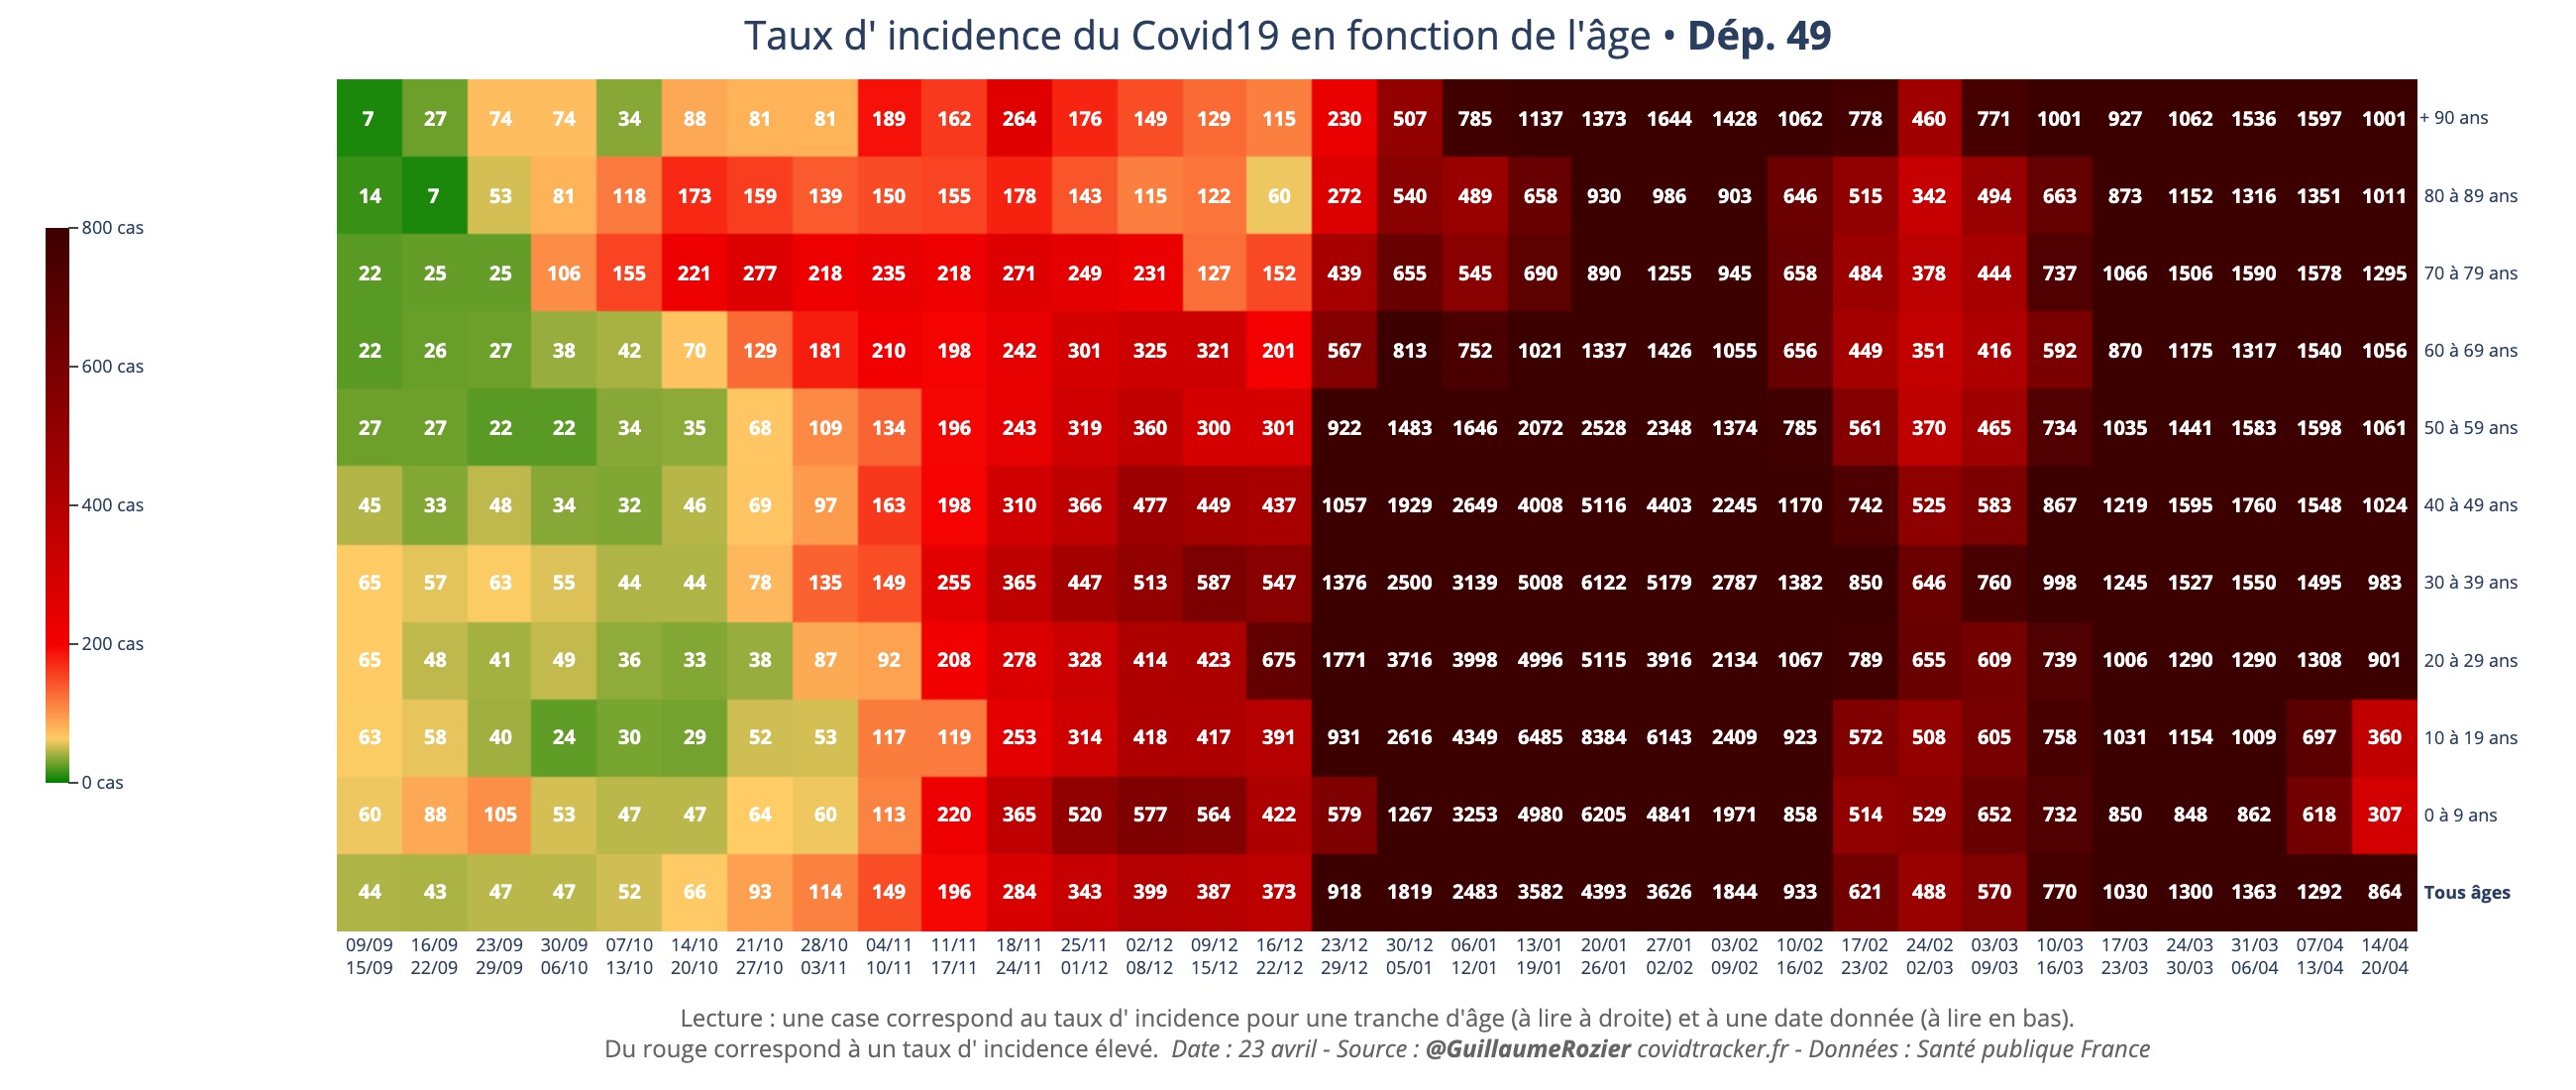 Taux d' incidence du Covid19 en fonction de l'âge • Dép. 49
7 27 74 74 34 88 81 81 189 162 264 176 149 129 115 230 507 785 1137 1373 1644 1428 1062 778 460 771 1001 927 1062 1536 1597 1001 + 90 ans
14 7 53 81 118 173 159 139 150 155 178 143 115 122 60 272 540 489 658 930 986 903 646 515 342 494 663 873 1152 1316 1351 1011 80 à 89 ans
800 cas
22 25 25 106 155 221 277 218 235 218 271 249 231 127 152 439 655 545 690 890 1255 945 658 484 378 444 737 1066 1506 1590 1578 1295 70 à 79 ans
22 26 27 38 42 70 129 181 210 198 242 301 325 321 201 567 813 752 1021 1337 1426 1055 656 449 351 416 592 870 1175 1317 1540 1056 60 à 69 ans
600 cas
27 27 22 22 34 35 68 109 134 196 243 319 360 300 301 922 1483 1646 2072 2528 2348 1374 785 561 370 465 734 1035 1441 1583 1598 1061 50 à 59 ans
400 cas
45 33 48 34 32 46 69 97 163 198 310 366 477 449 437 1057 1929 2649 4008 5116 4403 2245 1170 742 525 583 867 1219 1595 1760 1548 1024 40 à 49 ans
65 57 63 55 44 44 78 135 149 255 365 447 513 587 547 1376 2500 3139 5008 6122 5179 2787 1382 850 646 760 998 1245 1527 1550 1495 983 30 à 39 ans
200 cas
65 48 41 49 36 33 38 87 92 208 278 328 414 423 675 1771 3716 3998 4996 5115 3916 2134 1067 789 655 609 739 1006 1290 1290 1308 901 20 à 29 ans
63 58 40 24 30 29 52 53 117 119 253 314 418 417 391 931 2616 4349 6485 8384 6143 2409 923 572 508 605 758 1031 1154 1009 697 360 10 à 19 ans
0 cas
60 88 105 53 47 47 64 60 113 220 365 520 577 564 422 579 1267 3253 4980 6205 4841 1971 858 514 529 652 732 850 848 862 618 307 0 à 9 ans
44 43 47 47 52 66 93 114 149 196 284 343 399 387 373 918 1819 2483 3582 4393 3626 1844 933 621 488 570 770 1030 1300 1363 1292 864 Tous âges
09/09 16/09 23/09 30/09 07/10 14/10 21/10 28/10 04/11 11/11 18/11 25/11 02/12 09/12 16/12 23/12 30/12 06/01 13/01 20/01 27/01 03/02 10/02 17/02 24/02 03/03 10/03 17/03 24/03 31/03 07/04 14/04
15/09 22/09 29/09 06/10 13/10 20/10 27/10 03/11 10/11 17/11 24/11 01/12 08/12 15/12 22/12 29/12 05/01 12/01 19/01 26/01 02/02 09/02 16/02 23/02 02/03 09/03 16/03 23/03 30/03 06/04 13/04 20/04
Lecture : une case correspond au taux d' incidence pour une tranche d'âge (à lire à droite) et à une date donnée (à lire en bas).
Du rouge correspond à un taux d' incidence élevé. Date : 23 avril - Source : @GuillaumeRozier covidtracker.fr - Données : Santé publique France